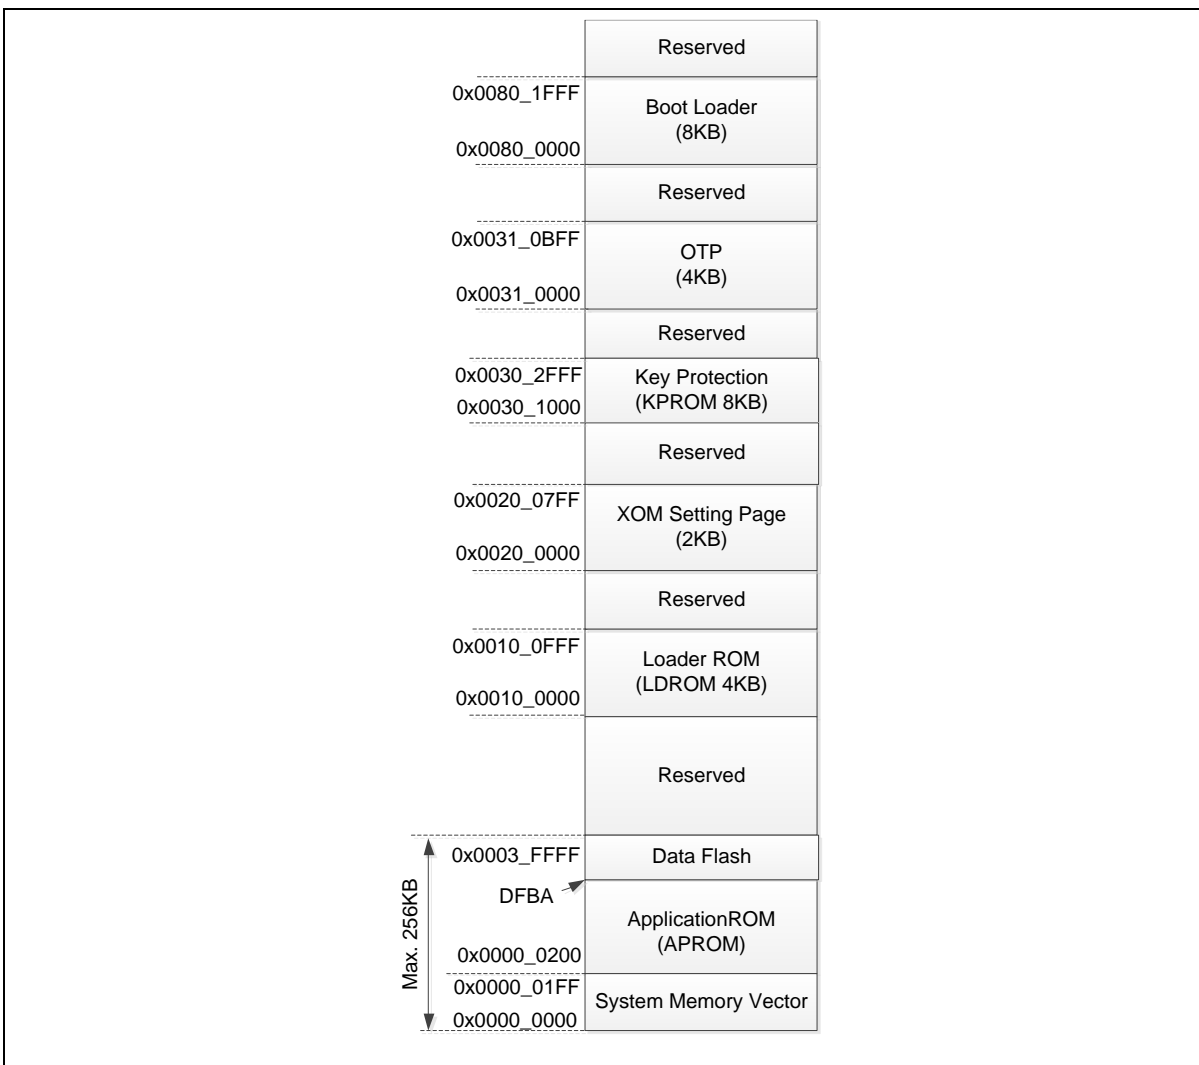 Reserved
0x0080_1FFF
Boot Loader
(8KB)
0x0080_0000
Reserved
0x0031_0BFF
OTP
(4KB)
0x0031_0000
Reserved
0x0030_2FFF
Key Protection
(KPROM 8KB)
0x0030_1000
Reserved
0x0020_07FF
XOM Setting Page
(2KB)
0x0020_0000
Reserved
0x0010_0FFF
Loader ROM
(LDROM 4KB)
0x0010_0000
Reserved
0x0003_FFFF
Data Flash
DFBA
ApplicationROM
(APROM)
0x0000_0200
Max. 256KB
0x0000_01FF
System Memory Vector
0x0000_0000